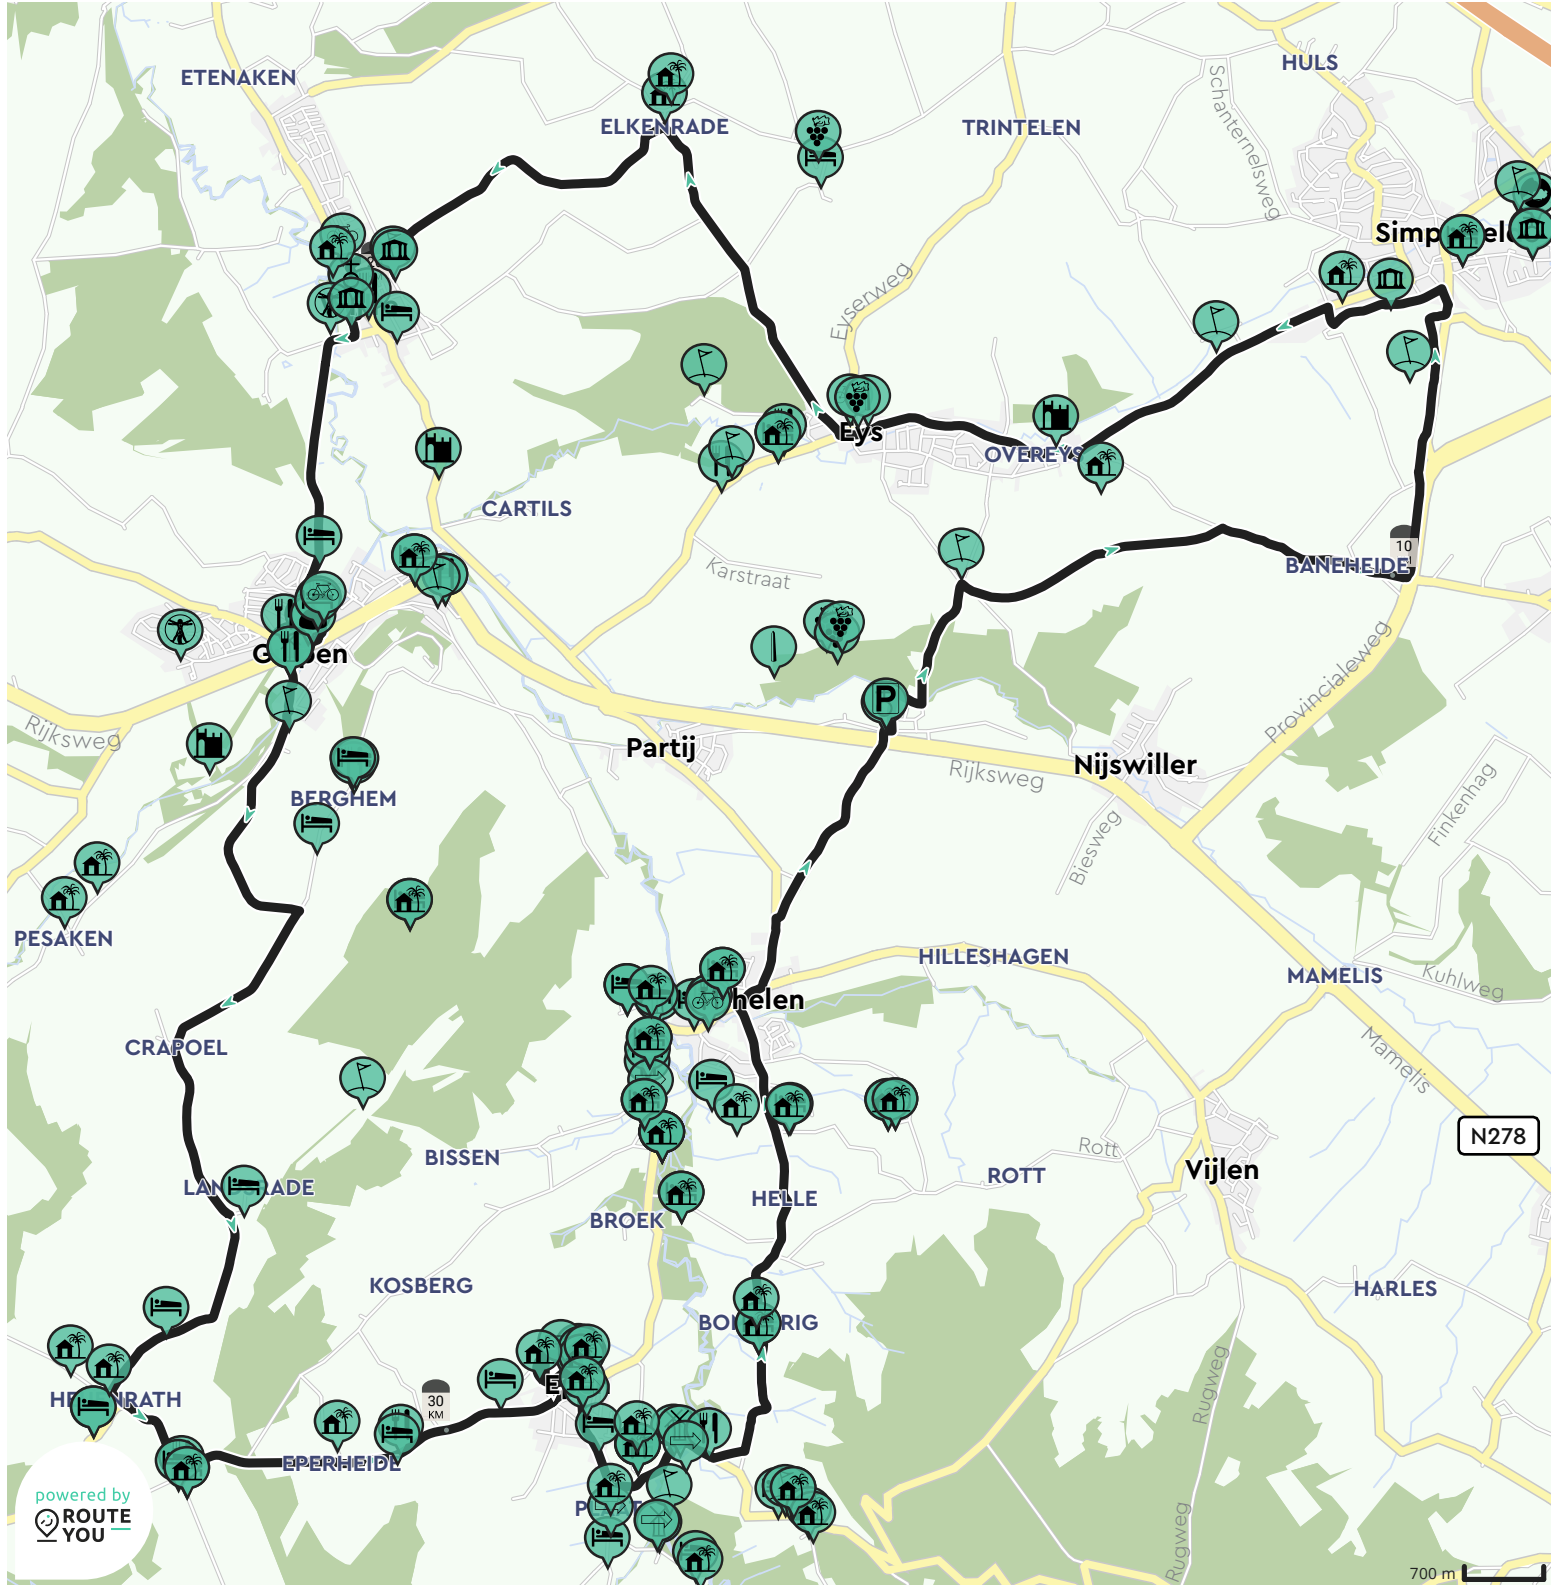 HULS
ETENAKEN
ELKENRADE
TRINTELEN
Schanternelsweg
Eyserweg
Eys
OVEREYS
CARTILS
Karstraat
10
BANEHEIDE
Provincialeweg
Rijksweg
Partij
Rijksweg
Nijswiller
BERGHEM
Biesweg
Finkenhag
PESAKEN
HILLESHAGEN
MAMELIS
Kuhlweg
CRAPOEL
Mamelis
N278
BISSEN
Rott
ROTT
Vijlen
HELLE
BROEK
KOSBERG
HARLES
Rugweg
30
KM
EPERHEIDE
powered by
ROUTE
YOU
Rugweg
700 m
P